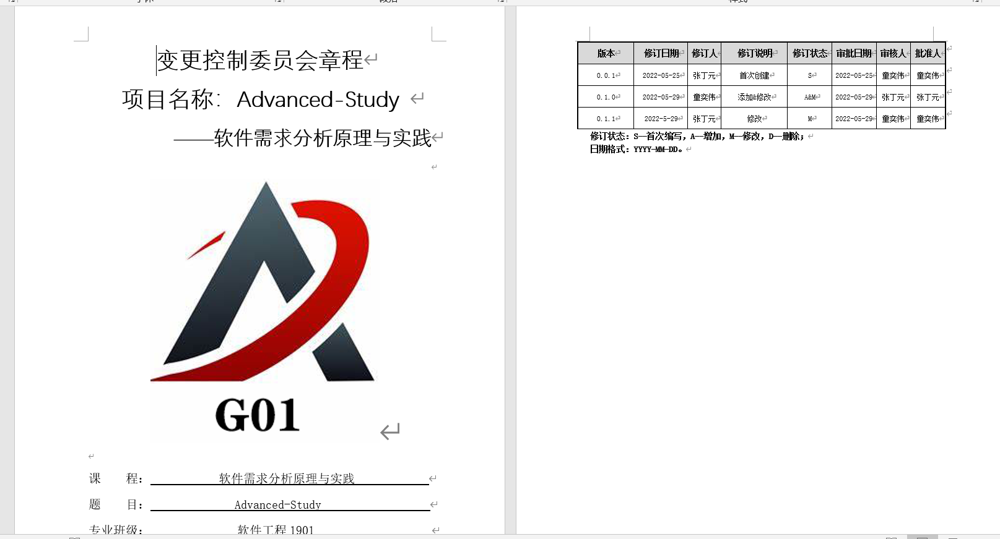 变更控制委员会章程
项目名称：Advanced-Study
——软件需求分析原理与实践
G01
课 程： 软件需求分析原理与实践
题 目： Advanced-Study
专业班级： 软件工程 1901
版本 修订日期 修订人 修订说明 修订状态 审批日期 审核人 批准人
0.0.1 2022-05-25 张丁元 首次创建 S 2022-05-25 童奕伟 童奕伟
0.1.0 2022-05-29 童奕伟 添加&修改 A&M 2022-05-29 张丁元 张丁元
0.1.1 2022-5-29 张丁元 修改 M 2022-05-29 童奕伟 童奕伟
修订状态：S--首次编写，A--增加，M--修改，D--删除；
日期格式：YYYY-MM-DD。